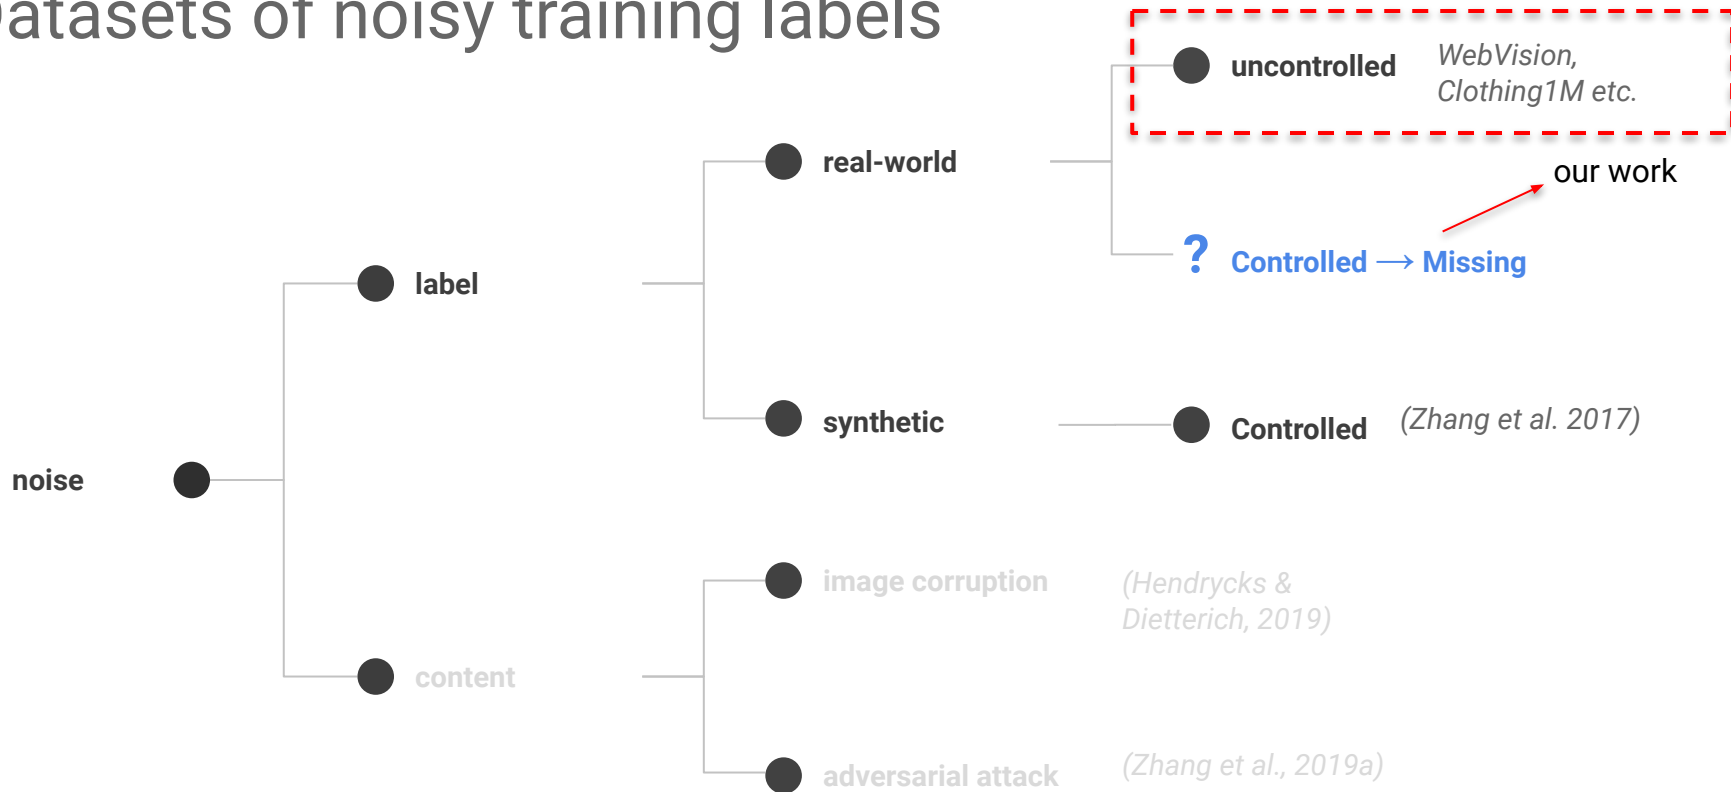 Datasets of noisy training labels
uncontrolled
WebVision,
Clothing1M etc.
real-world
our work
? Controlled → Missing
label
synthetic
Controlled
(Zhang et al. 2017)
noise
image corruption
(Hendrycks &
Dietterich, 2019)
content
adversarial attack
(Zhang et al., 2019a)